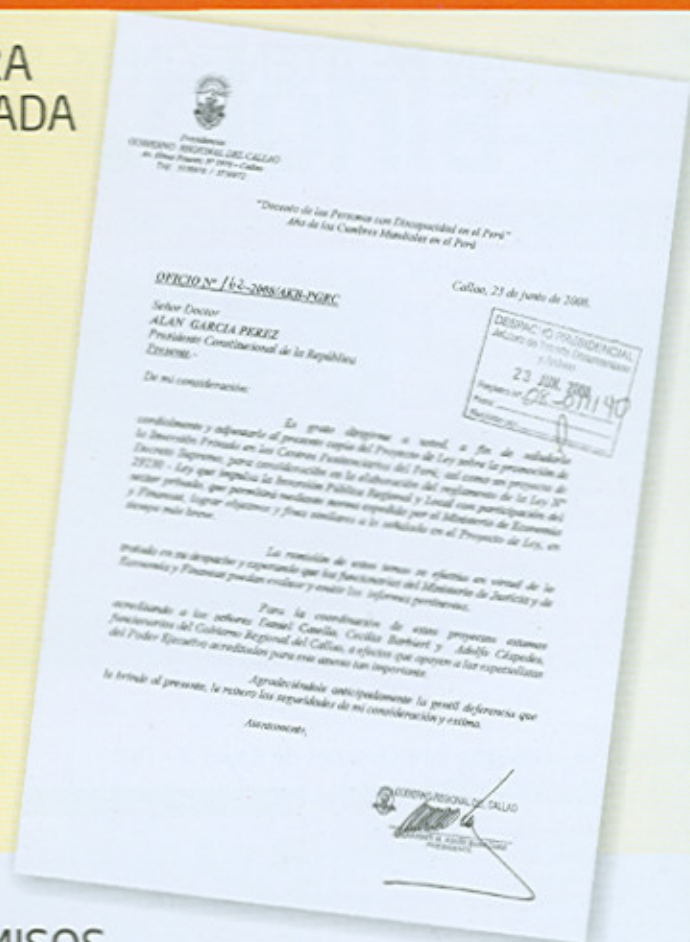 RA
ADA
Presidencia
GOBIERNO REGIONAL DEL CALLAO
"Decenio de las Personas con Discapacidad en el Perú"
Año de las Cumbres Mundiales en el Perú
OFICIO Nº 162-2008/AKB-PGRC
Callao, 23 de junio de 2008.
Señor Doctor
ALAN GARCIA PEREZ
Presidente Constitucional de la República
Presente.-
DESPACHO PRESIDENCIAL
23 JUN. 2008
De mi consideración:
Es grato dirigirme a usted, a fin de saludarlo
cordialmente y adjuntarle al presente copia del Proyecto de Ley sobre la promoción de
la Inversión Privada en los Centros Penitenciarios del Perú, así como un proyecto de
Decreto Supremo, para consideración en la elaboración del reglamento de la Ley Nº
29230 - Ley que impulsa la Inversión Pública Regional y Local con participación del
sector privado, que permitirá mediante norma expedida por el Ministerio de Economía
y Finanzas, lograr objetivos y fines similares a lo señalado en el Proyecto de Ley, en
tiempo más breve.
La remisión de estos temas se efectúa en virtud de lo
tratado en su despacho y esperando que los funcionarios del Ministerio de Justicia y de
Economía y Finanzas puedan evaluar y emitir los informes pertinentes.
Para la coordinación de estos proyectos estamos
acreditando a los señores Daniel Casella, Cecilia Barbieri y Adolfo Céspedes,
funcionarios del Gobierno Regional del Callao, a efectos que apoyen a los especialistas
del Poder Ejecutivo acreditados para este asunto tan importante.
Agradeciéndole anticipadamente la gentil deferencia que
le brinde al presente, le reitero las seguridades de mi consideración y estima.
Atentamente,
GOBIERNO REGIONAL DEL CALLAO
PRESIDENTE
MISOS